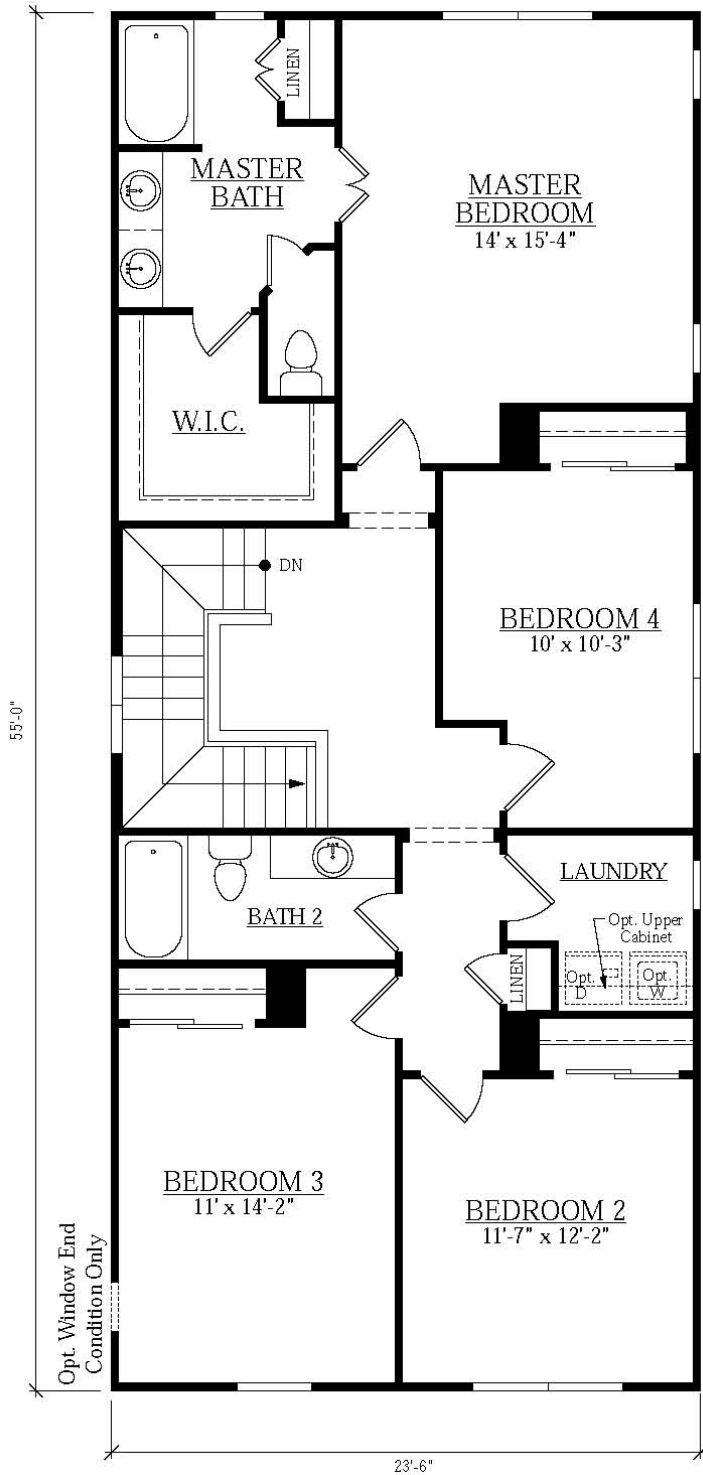 LINEN
MASTER
BATH
MASTER
BEDROOM
14' x 15'-4"
W.I.C.
DN
BEDROOM 4
10' x 10'-3"
55'-0"
LAUNDRY
BATH 2
Opt. Upper
Cabinet
LINEN
Opt.
D
Opt.
W
BEDROOM 3
11' x 14'-2"
BEDROOM 2
11'-7" x 12'-2"
Opt. Window End
Condition Only
23'-6"